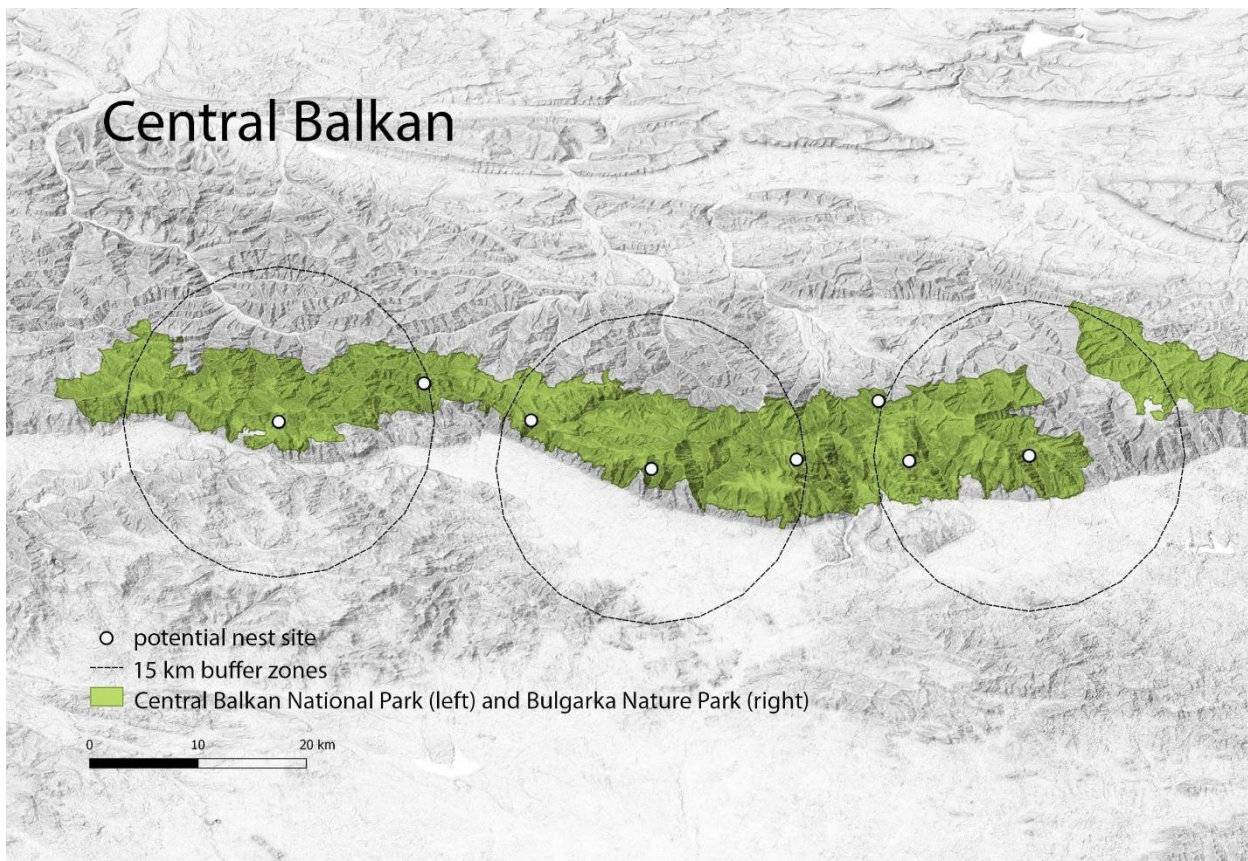 Central Balkan
potential nest site
15 km buffer zones
Central Balkan National Park (left) and Bulgarka Nature Park (right)
0 10 20 km